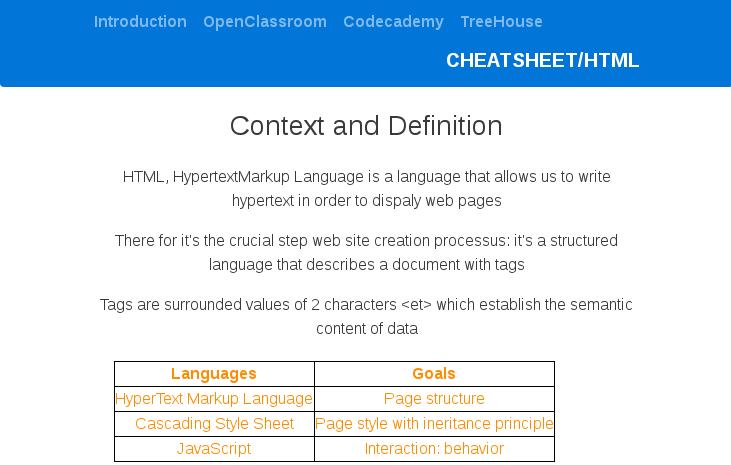 Introduction OpenClassroom Codecademy TreeHouse
CHEATSHEET/HTML
Context and Definition
HTML, HypertextMarkup Language is a language that allows us to write
hypertext in order to dispaly web pages
There for it's the crucial step web site creation processus: it's a structured
language that describes a document with tags
Tags are surrounded values of 2 characters <et> which establish the semantic
content of data
Languages Goals
HyperText Markup Language Page structure
Cascading Style Sheet Page style with ineritance principle
JavaScript Interaction: behavior